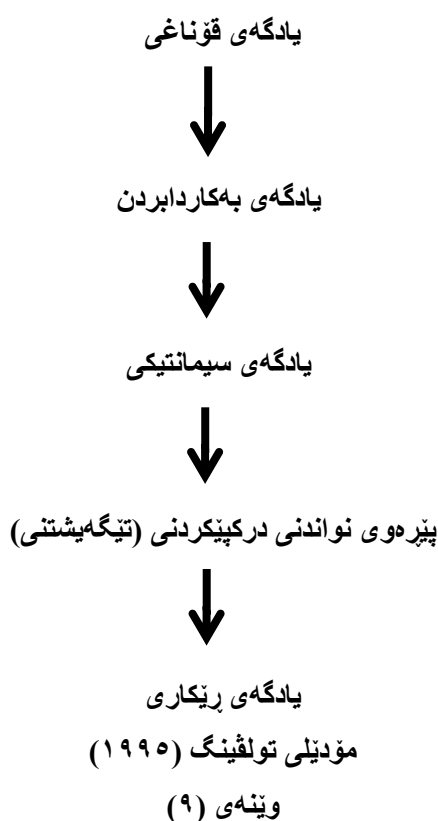 یادگەی قۆناغی
یادگەی بەکاردابردن
یادگەی سیمانتیکی
پێڕەوی نواندنی درکپێکردنی (تێگەیشتنی)
یادگەی ڕێکاری
مۆدێلی تولڤینگ (١٩٩٥)
وێنەی (٩)